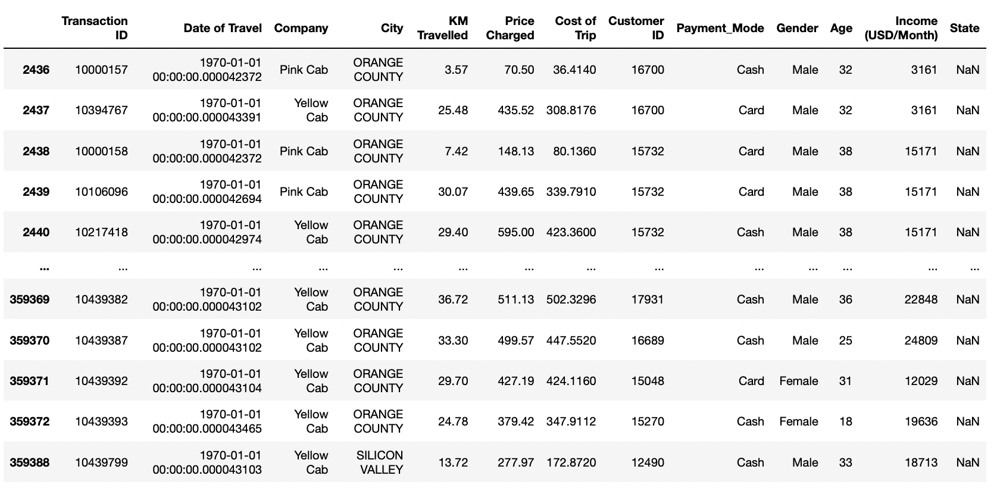 Transaction ID Date of Travel Company City KM Travelled Price Charged Cost of Trip Customer ID Payment_Mode Gender Age Income (USD/Month) State
2436 10000157 1970-01-01 00:00:00.000042372 Pink Cab ORANGE COUNTY 3.57 70.50 36.4140 16700 Cash Male 32 3161 NaN
2437 10394767 1970-01-01 00:00:00.000043391 Yellow Cab ORANGE COUNTY 25.48 435.52 308.8176 16700 Card Male 32 3161 NaN
2438 10000158 1970-01-01 00:00:00.000042372 Pink Cab ORANGE COUNTY 7.42 148.13 80.1360 15732 Card Male 38 15171 NaN
2439 10106096 1970-01-01 00:00:00.000042694 Pink Cab ORANGE COUNTY 30.07 439.65 339.7910 15732 Card Male 38 15171 NaN
2440 10217418 1970-01-01 00:00:00.000042974 Yellow Cab ORANGE COUNTY 29.40 595.00 423.3600 15732 Cash Male 38 15171 NaN
... ... ... ... ... ... ... ... ... ... ... ... ... ...
359369 10439382 1970-01-01 00:00:00.000043102 Yellow Cab ORANGE COUNTY 36.72 511.13 502.3296 17931 Cash Male 36 22848 NaN
359370 10439387 1970-01-01 00:00:00.000043102 Yellow Cab ORANGE COUNTY 33.30 499.57 447.5520 16689 Cash Male 25 24809 NaN
359371 10439392 1970-01-01 00:00:00.000043104 Yellow Cab ORANGE COUNTY 29.70 427.19 424.1160 15048 Card Female 31 12029 NaN
359372 10439393 1970-01-01 00:00:00.000043465 Yellow Cab ORANGE COUNTY 24.78 379.42 347.9112 15270 Cash Female 18 19636 NaN
359388 10439799 1970-01-01 00:00:00.000043103 Yellow Cab SILICON VALLEY 13.72 277.97 172.8720 12490 Cash Male 33 18713 NaN